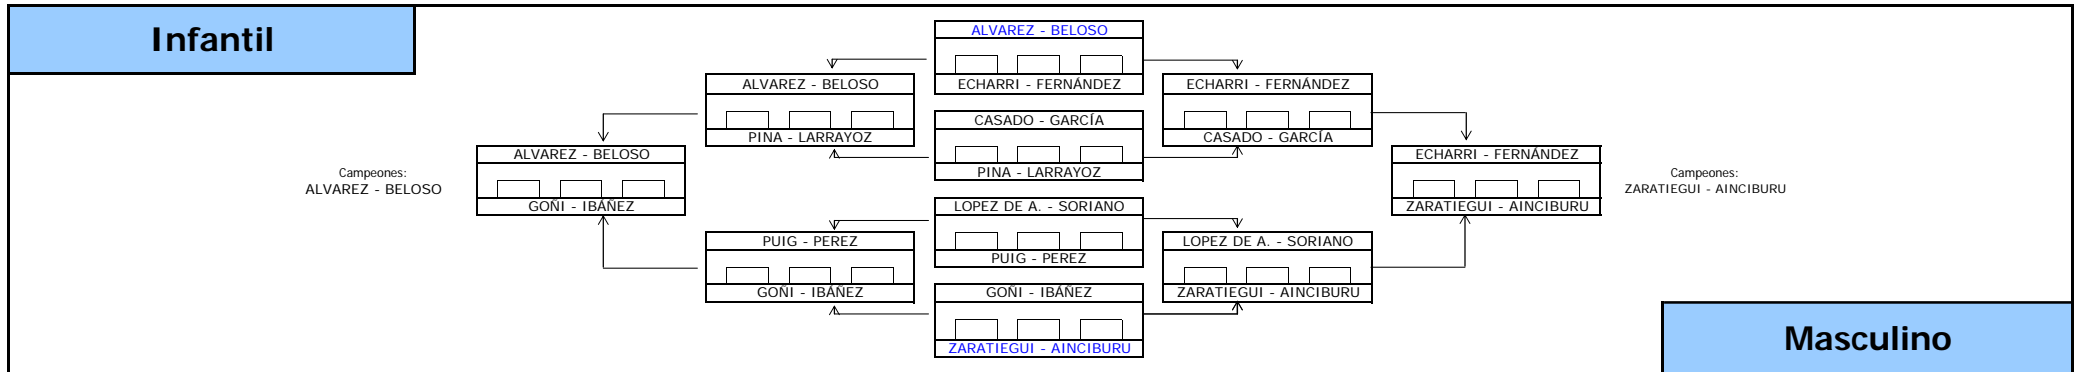 Infantil
ALVAREZ - BELOSO
ECHARRI - FERNÁNDEZ
ALVAREZ - BELOSO
PINA - LARRAYOZ
CASADO - GARCÍA
PINA - LARRAYOZ
ECHARRI - FERNÁNDEZ
CASADO - GARCÍA
Campeones:
ALVAREZ - BELOSO
ALVAREZ - BELOSO
GOÑI - IBÁÑEZ
ECHARRI - FERNÁNDEZ
ZARATIEGUI - AINCIBURU
Campeones:
ZARATIEGUI - AINCIBURU
LOPEZ DE A. - SORIANO
PUIG - PEREZ
PUIG - PEREZ
GOÑI - IBÁÑEZ
LOPEZ DE A. - SORIANO
ZARATIEGUI - AINCIBURU
GOÑI - IBÁÑEZ
ZARATIEGUI - AINCIBURU
Masculino